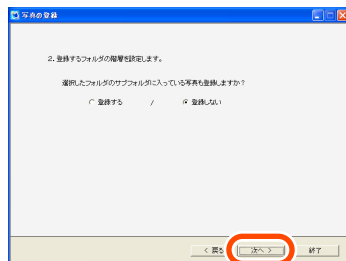 写真の登録
2. 登録するフォルダの階層を設定します。
選択したフォルダのサブフォルダに入っている写真も登録しますか?
登録する / 登録しない
< 戻る 次へ > 終了